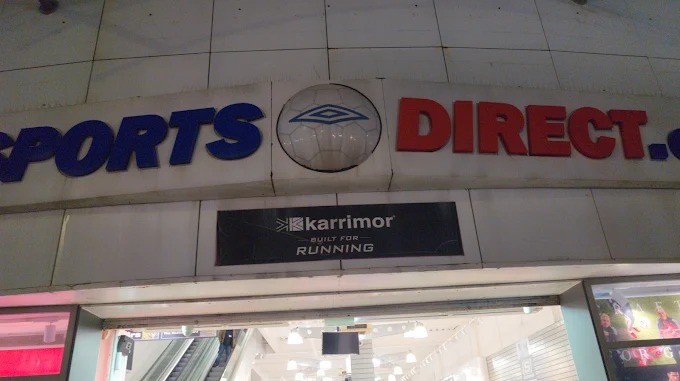 SPORTS DIRECT.
karrimor
BUILT FOR
RUNNING